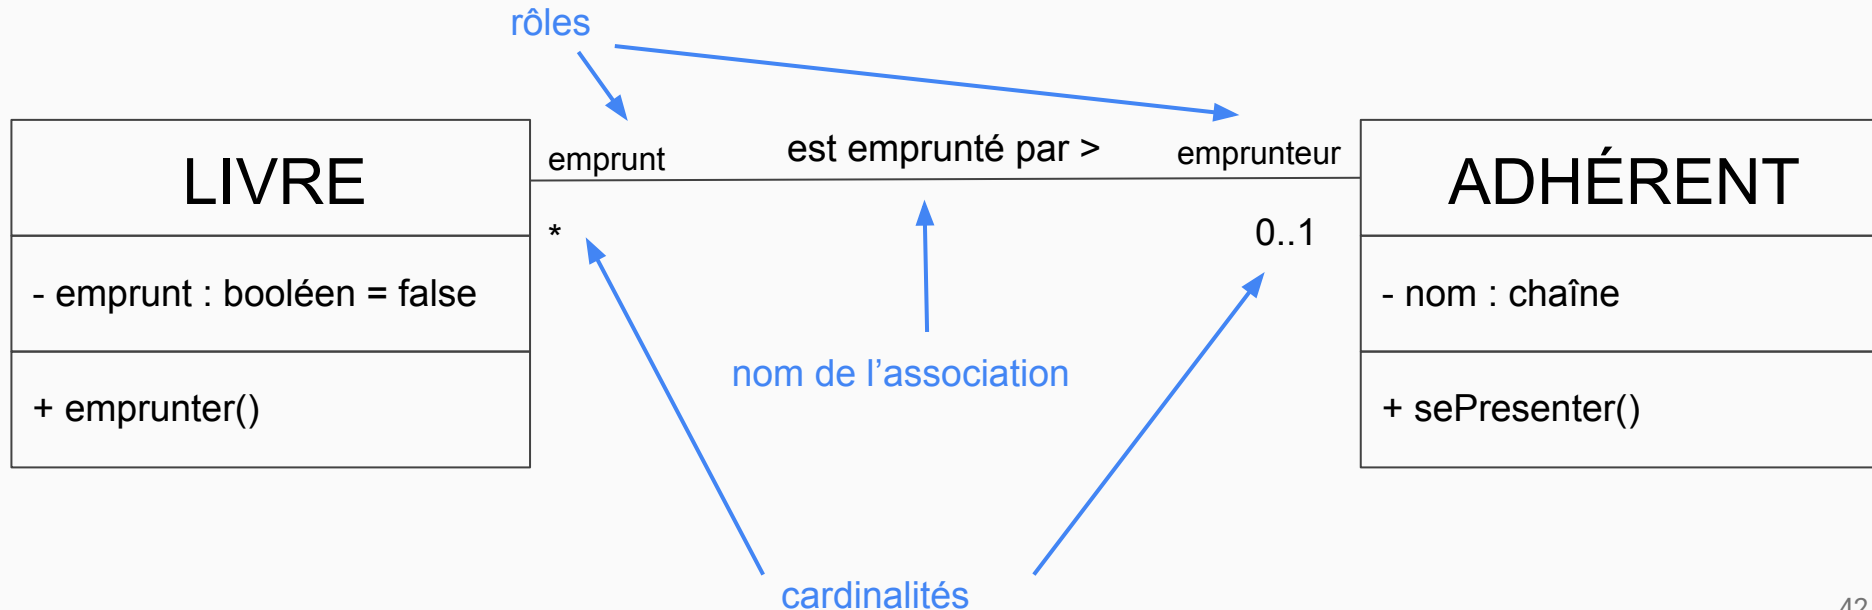 rôles
LIVRE
emprunt
est emprunté par >
emprunteur
ADHÉRENT
*
0..1
- emprunt : booléen = false
- nom : chaîne
nom de l’association
+ emprunter()
+ sePresenter()
cardinalités
42